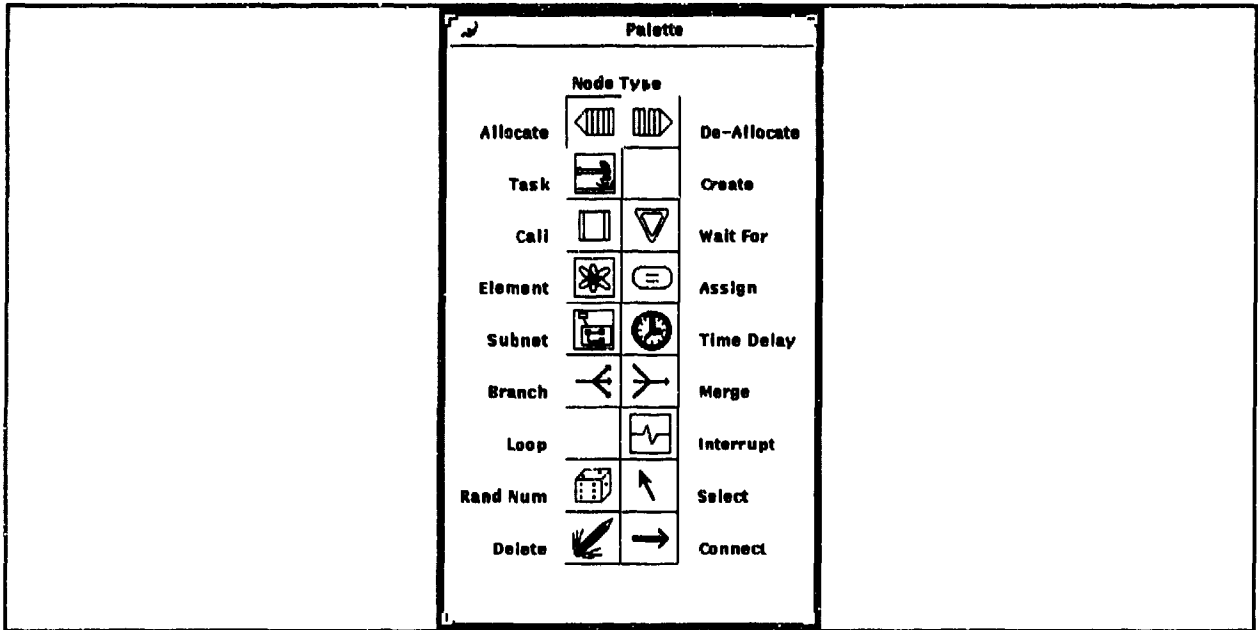 Palette
Node Type
Allocate De-Allocate
Task Create
Call Wait For
Element Assign
Subnet Time Delay
Branch Merge
Loop Interrupt
Rand Num Select
Delete Connect